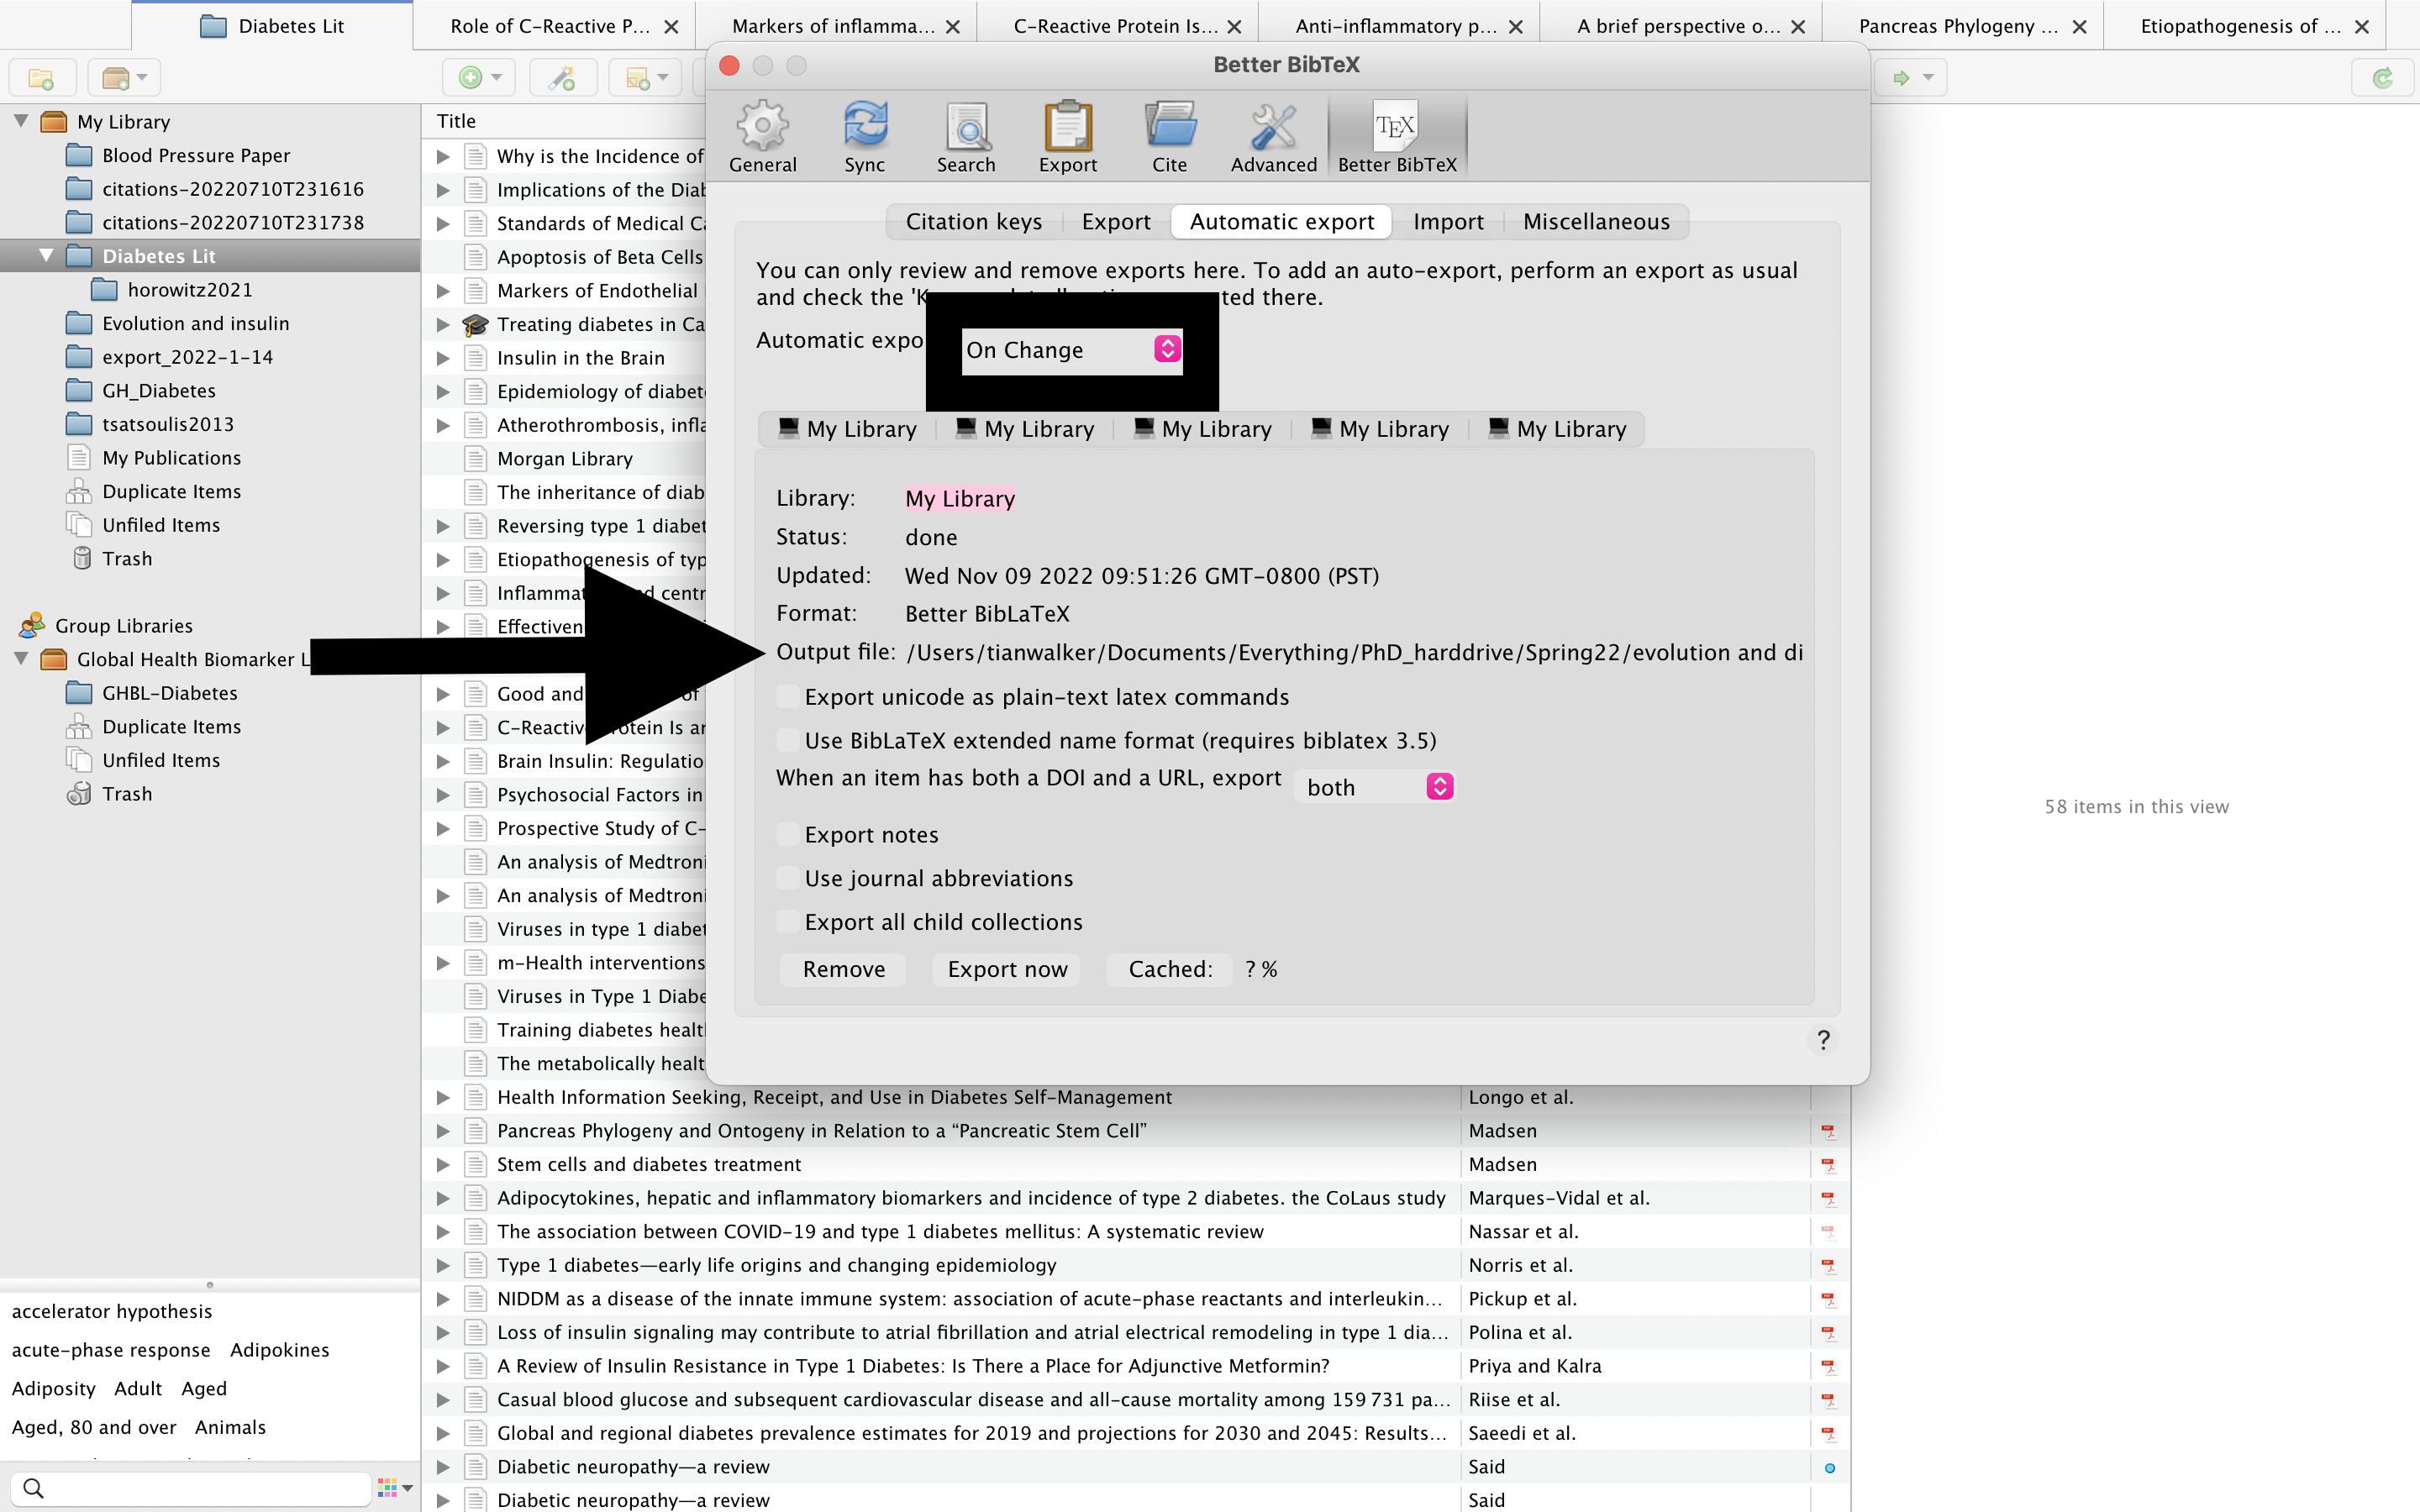 Diabetes Lit
Role of C-Reactive P...
Markers of inflamma...
C-Reactive Protein Is...
Anti-inflammatory p...
A brief perspective o...
Pancreas Phylogeny ...
Etiopathogenesis of ...
My Library
Blood Pressure Paper
citations-20220710T231616
citations-20220710T231738
Diabetes Lit
horowitz2021
Evolution and insulin
export_2022-1-14
GH_Diabetes
tsatsoulis2013
My Publications
Duplicate Items
Unfiled Items
Trash
Group Libraries
Global Health Biomarker L
GHBL-Diabetes
Duplicate Items
Unfiled Items
Trash
accelerator hypothesis
acute-phase response Adipokines
Adiposity Adult Aged
Aged, 80 and over Animals
Title
Why is the Incidence of
Implications of the Diab
Standards of Medical Ca
Apoptosis of Beta Cells
Markers of Endothelial
Treating diabetes in Ca
Insulin in the Brain
Epidemiology of diabete
Atherothrombosis, infla
Morgan Library
The inheritance of diab
Reversing type 1 diabet
Etiopathogenesis of typ
Inflammat d centr
Effectiven
Good and of
C-Reactive otein Is an
Brain Insulin: Regulatio
Psychosocial Factors in
Prospective Study of C-
An analysis of Medtroni
An analysis of Medtroni
Viruses in type 1 diabet
m-Health interventions
Viruses in Type 1 Diabe
Training diabetes healt
The metabolically healt
Health Information Seeking, Receipt, and Use in Diabetes Self-Management Longo et al.
Pancreas Phylogeny and Ontogeny in Relation to a “Pancreatic Stem Cell” Madsen
Stem cells and diabetes treatment Madsen
Adipocytokines, hepatic and inflammatory biomarkers and incidence of type 2 diabetes. the CoLaus study Marques-Vidal et al.
The association between COVID-19 and type 1 diabetes mellitus: A systematic review Nassar et al.
Type 1 diabetes—early life origins and changing epidemiology Norris et al.
NIDDM as a disease of the innate immune system: association of acute-phase reactants and interleukin... Pickup et al.
Loss of insulin signaling may contribute to atrial fibrillation and atrial electrical remodeling in type 1 dia... Polina et al.
A Review of Insulin Resistance in Type 1 Diabetes: Is There a Place for Adjunctive Metformin? Priya and Kalra
Casual blood glucose and subsequent cardiovascular disease and all-cause mortality among 159 731 pa... Riise et al.
Global and regional diabetes prevalence estimates for 2019 and projections for 2030 and 2045: Results... Saeedi et al.
Diabetic neuropathy—a review Said
Diabetic neuropathy—a review Said
Better BibTeX
General
Sync
Search
Export
Cite
Advanced
TEX
Better BibTeX
Citation keys Export Automatic export Import Miscellaneous
You can only review and remove exports here. To add an auto-export, perform an export as usual
and check the ted there.
Automatic expo On Change
My Library My Library My Library My Library My Library
Library: My Library
Status: done
Updated: Wed Nov 09 2022 09:51:26 GMT-0800 (PST)
Format: Better BibLaTeX
Output file: /Users/tianwalker/Documents/Everything/PhD_harddrive/Spring22/evolution and di
Export unicode as plain-text latex commands
Use BibLaTeX extended name format (requires biblatex 3.5)
When an item has both a DOI and a URL, export both
Export notes
Use journal abbreviations
Export all child collections
Remove Export now Cached: ? %
?
58 items in this view